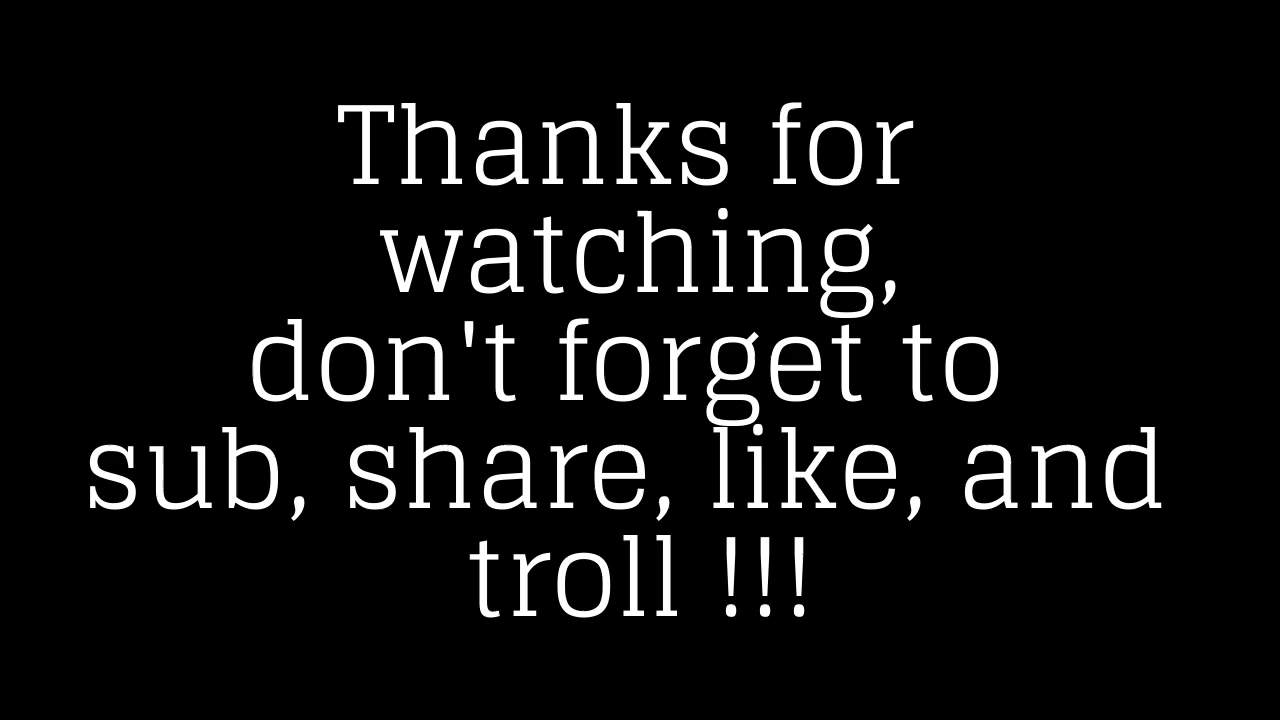 Thanks for
watching,
don't forget to
sub, share, like, and
troll !!!